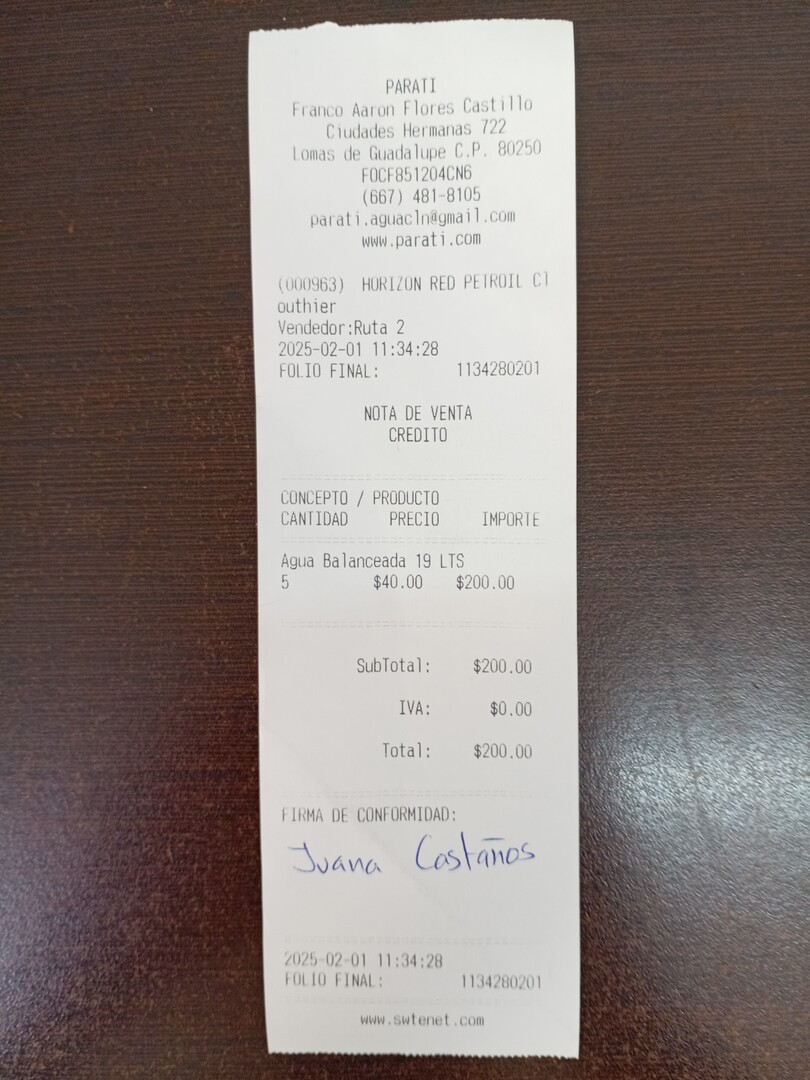 PARATI
Franco Aaron Flores Castillo
Ciudades Hermanas 722
Lomas de Guadalupe C.P. 80250
FOCF851204CN6
(667) 481-8105
parati.aguacln@gmail.com
www.parati.com
(000963) HORIZON RED PETROIL Cl
outhier
Vendedor:Ruta 2
2025-02-01 11:34:28
FOLIO FINAL: 1134280201
NOTA DE VENTA
CREDITO
CONCEPTO / PRODUCTO
CANTIDAD PRECIO IMPORTE
Agua Balanceada 19 LTS
5 $40.00 $200.00
SubTotal: $200.00
IVA: $0.00
Total: $200.00
FIRMA DE CONFORMIDAD:
Juana Castaños
2025-02-01 11:34:28
FOLIO FINAL: 1134280201
www.swtenet.com